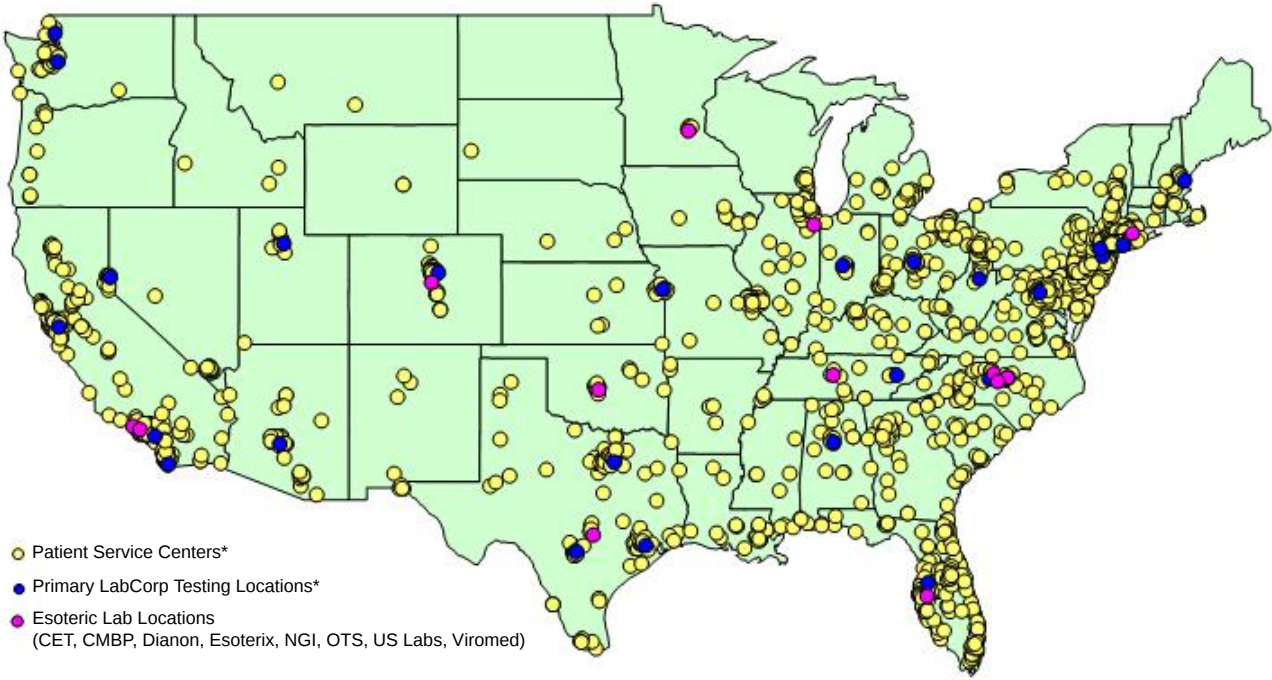 Patient Service Centers*
Primary LabCorp Testing Locations*
Esoteric Lab Locations
(CET, CMBP, Dianon, Esoterix, NGI, OTS, US Labs, Viromed)